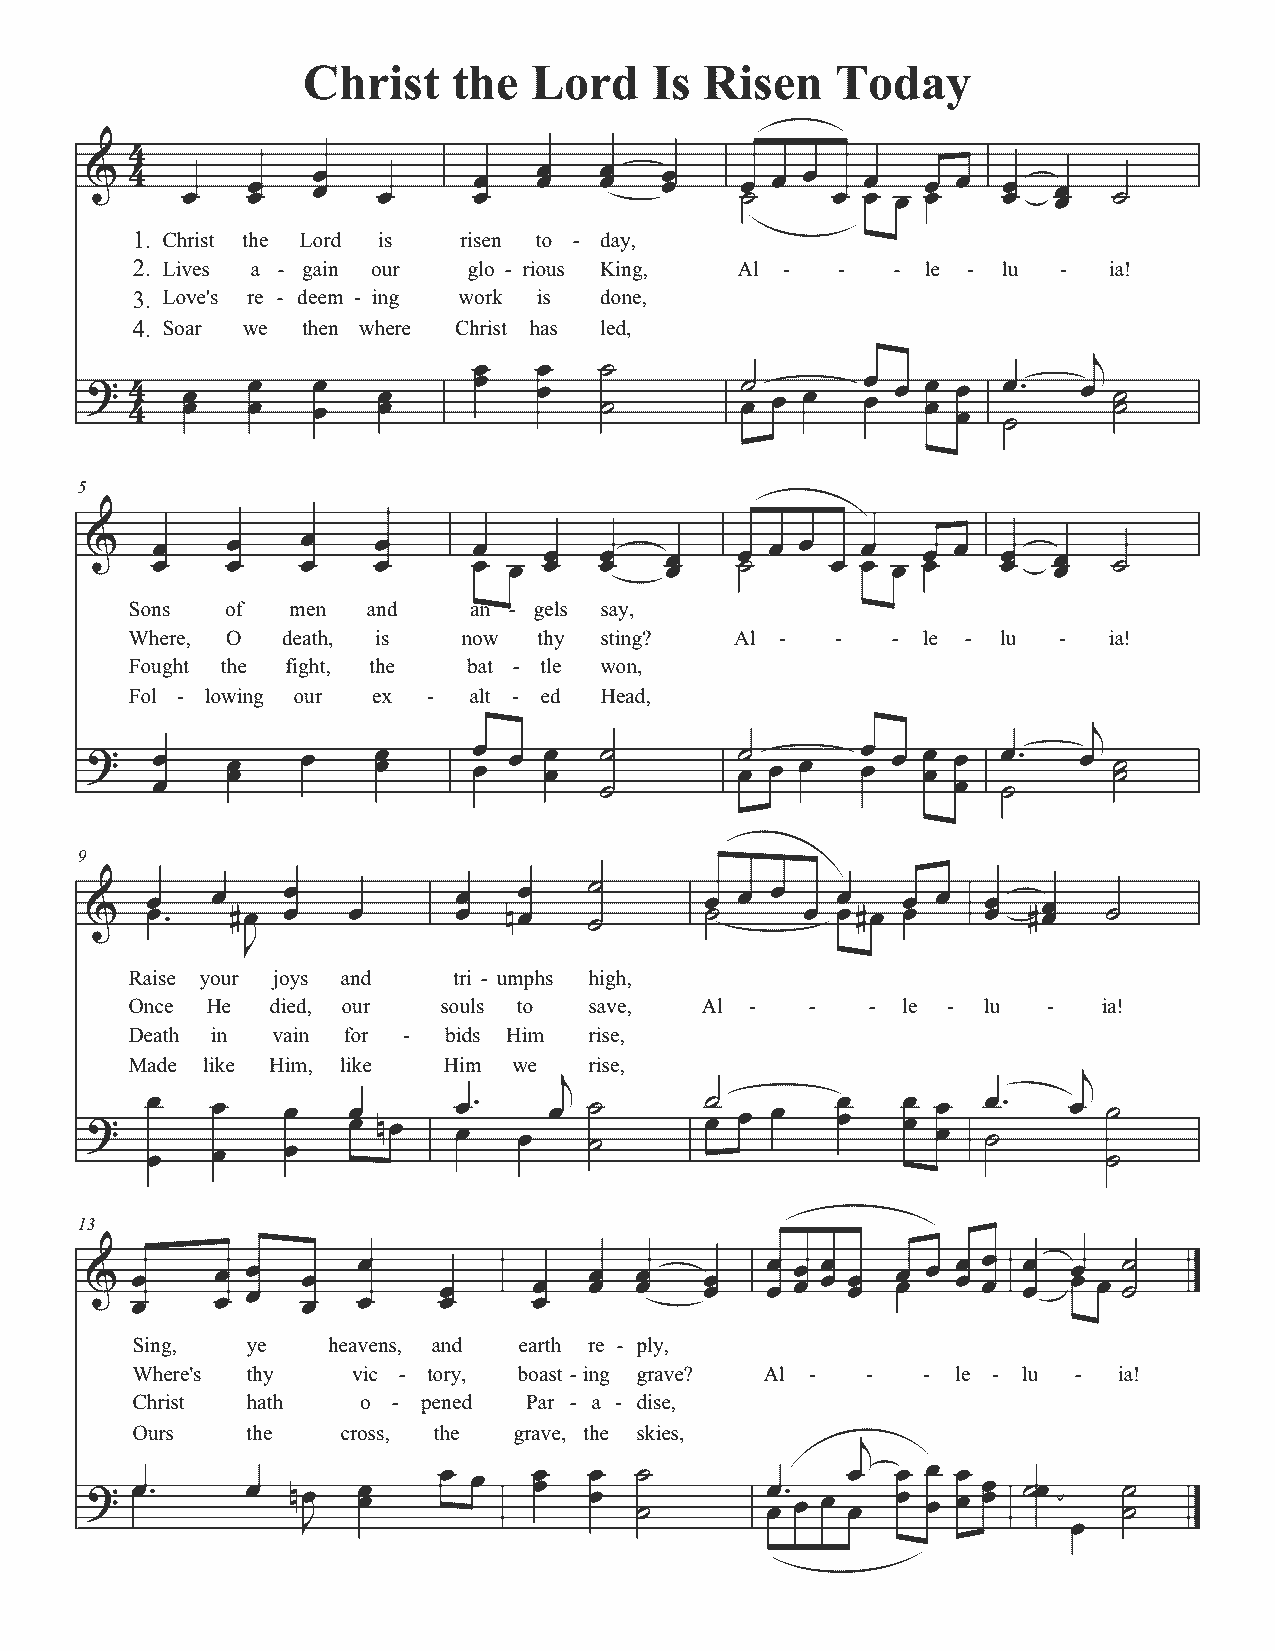 Christ the Lord Is Risen Today
4 4
1. Christ the Lord is risen to - day,
2. Lives a - gain our glo - rious King, Al - - - le - lu - ia!
3. Love's re - deem - ing work is done,
4. Soar we then where Christ has led,
4 4
5
Sons of men and an - gels say,
Where, O death, is now thy sting? Al - - - le - lu - ia!
Fought the fight, the bat - tle won,
Fol - lowing our ex - alt - ed Head,
9
Raise your joys and tri - umphs high,
Once He died, our souls to save, Al - - - le - lu - ia!
Death in vain for - bids Him rise,
Made like Him, like Him we rise,
13
Sing, ye heavens, and earth re - ply,
Where's thy vic - tory, boast - ing grave? Al - - - le - lu - ia!
Christ hath o - pened Par - a - dise,
Ours the cross, the grave, the skies,